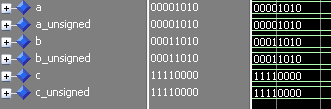 a 00001010 00001010
a_unsigned 00001010 00001010
b 00011010 00011010
b_unsigned 00011010 00011010
c 11110000 11110000
c_unsigned 11110000 11110000